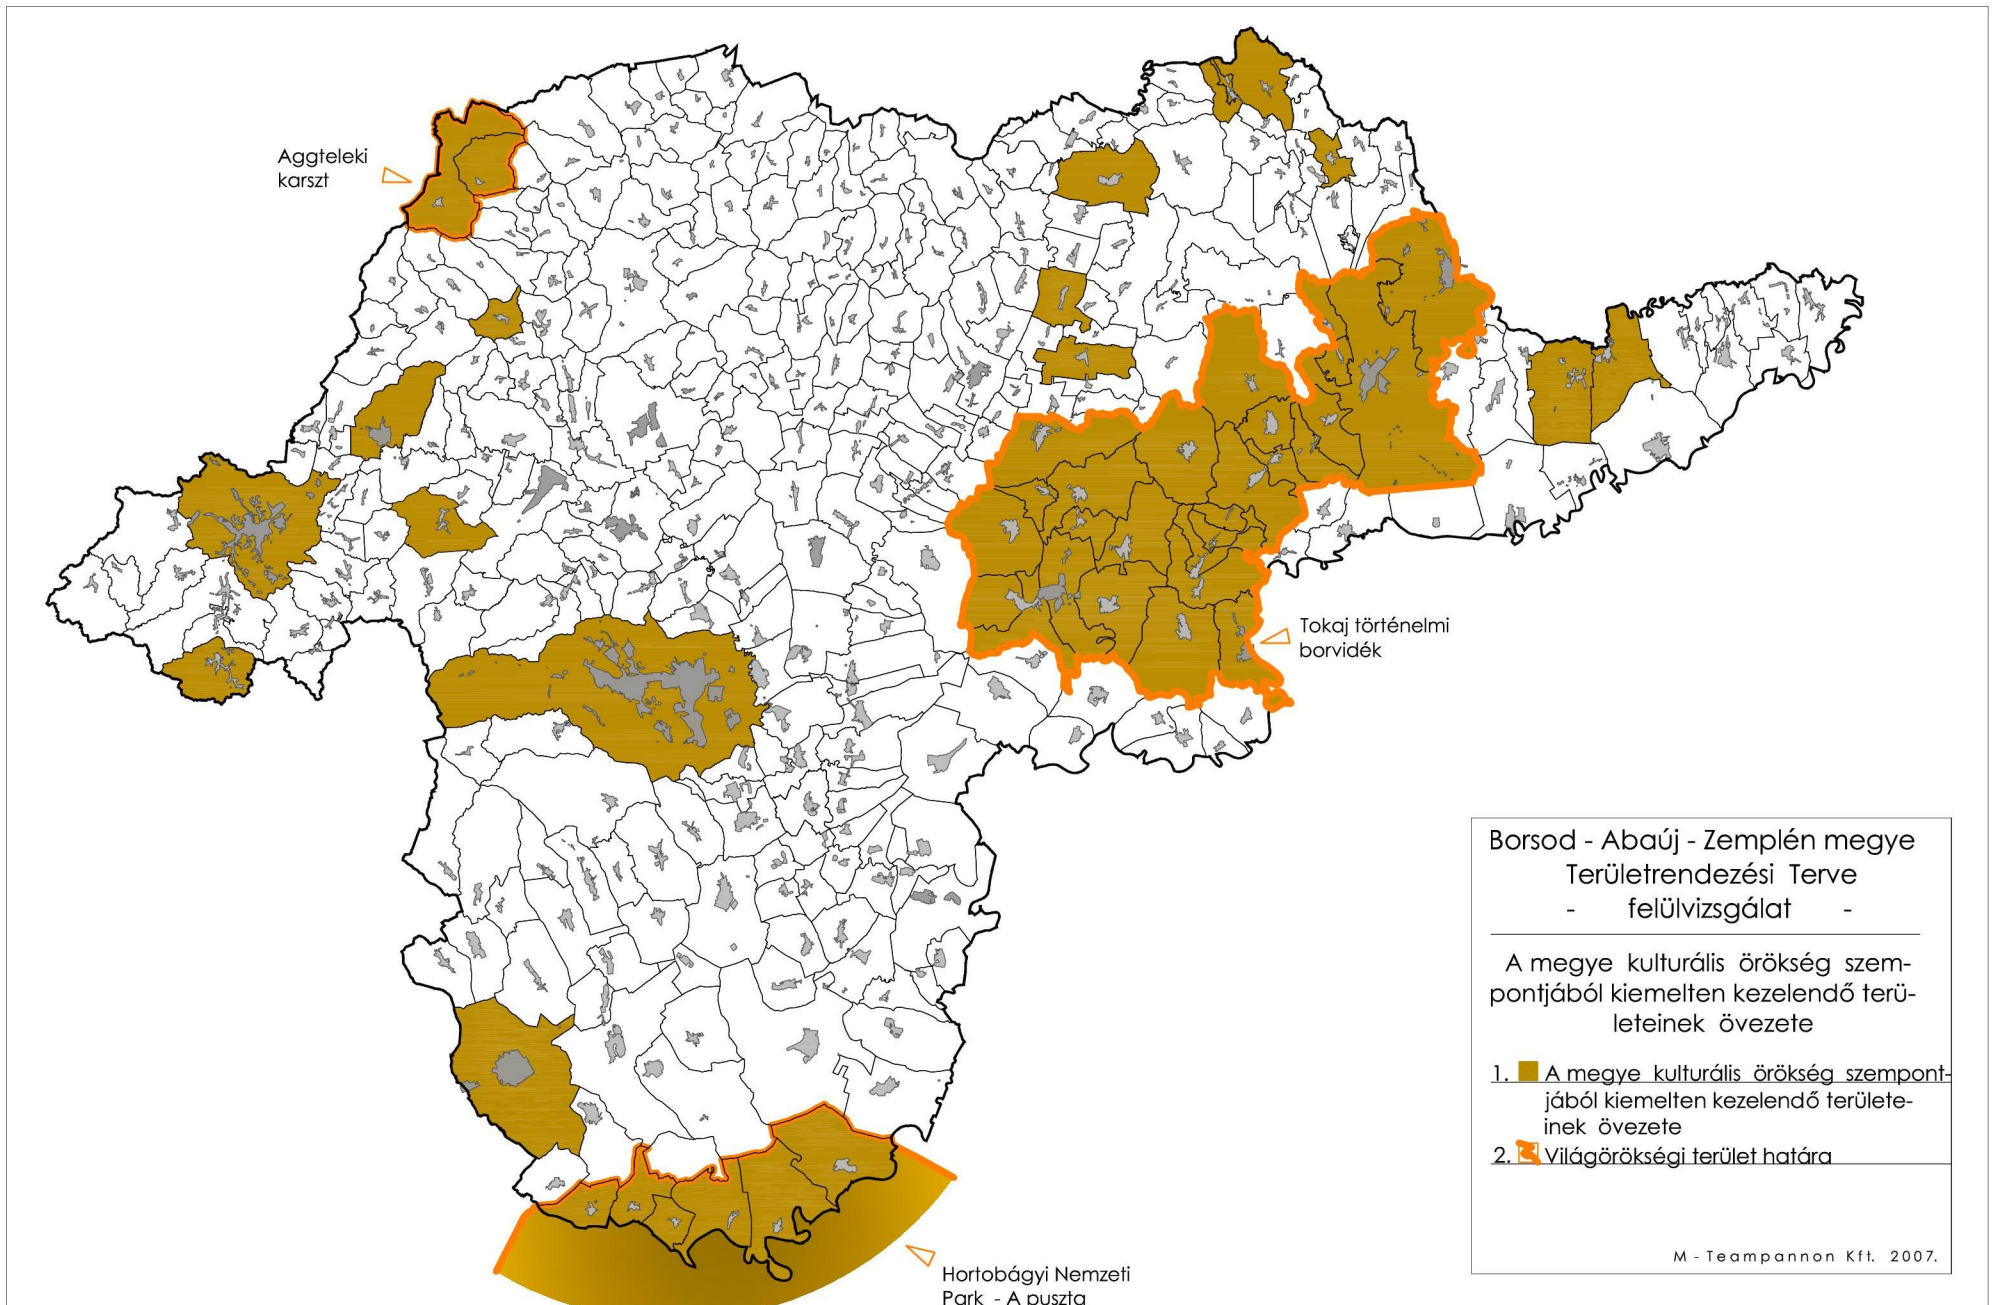 Aggteleki
karszt
Tokaj történelmi
borvidék
Hortobágyi Nemzeti
Park - A puszta
Borsod - Abaúj - Zemplén megye
Területrendezési Terve
- felülvizsgálat -
A megye kulturális örökség szem-
pontjából kiemelten kezelendő terü-
leteinek övezete
1. A megye kulturális örökség szempont-
jából kiemelten kezelendő területe-
inek övezete
2. Világörökségi terület határa
M - Teampannon Kft. 2007.